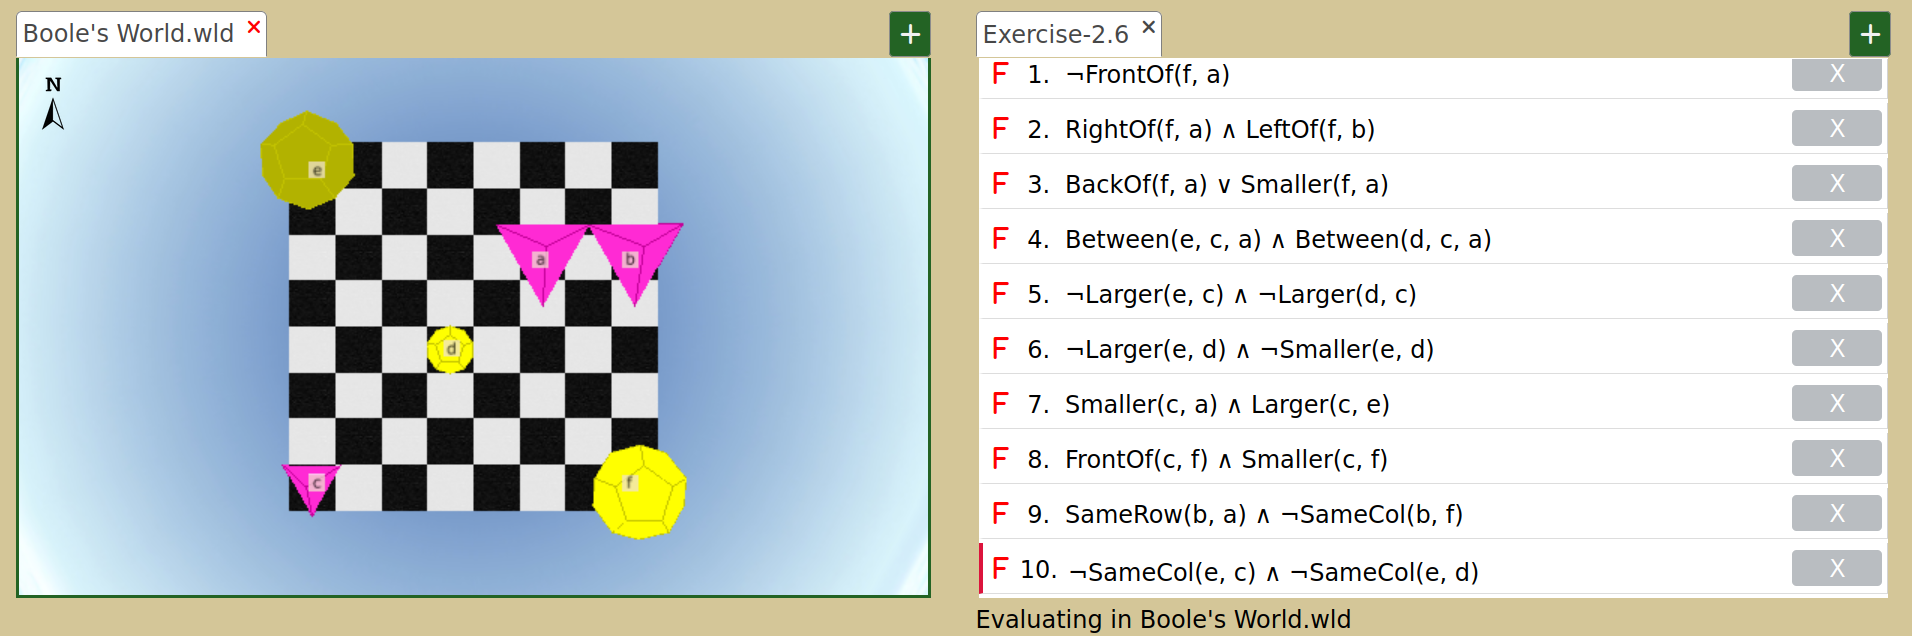 Boole's World.wld ×
+
N
e
a
b
d
c
f
Exercise-2.6 ×
+
F 1. ¬FrontOf(f, a) X
F 2. RightOf(f, a) ∧ LeftOf(f, b) X
F 3. BackOf(f, a) ∨ Smaller(f, a) X
F 4. Between(e, c, a) ∧ Between(d, c, a) X
F 5. ¬Larger(e, c) ∧ ¬Larger(d, c) X
F 6. ¬Larger(e, d) ∧ ¬Smaller(e, d) X
F 7. Smaller(c, a) ∧ Larger(c, e) X
F 8. FrontOf(c, f) ∧ Smaller(c, f) X
F 9. SameRow(b, a) ∧ ¬SameCol(b, f) X
F 10. ¬SameCol(e, c) ∧ ¬SameCol(e, d) X
Evaluating in Boole's World.wld